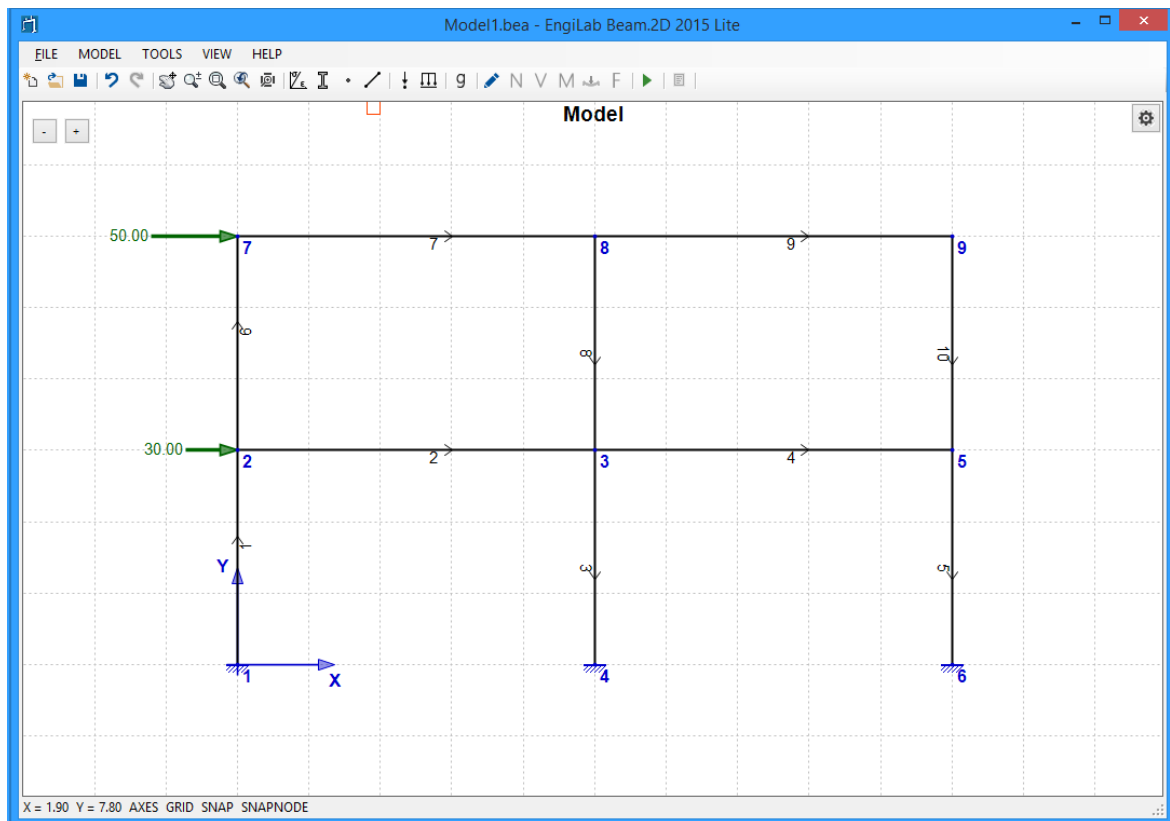 Model1.bea - EngiLab Beam.2D 2015 Lite
FILE MODEL TOOLS VIEW HELP
g N V M F
Model
- +
50.00
7 7 8 9 9
6 8 10
30.00
2 2 3 4 5
1 3 5
Y
1 X 4 6
X = 1.90 Y = 7.80 AXES GRID SNAP SNAPNODE